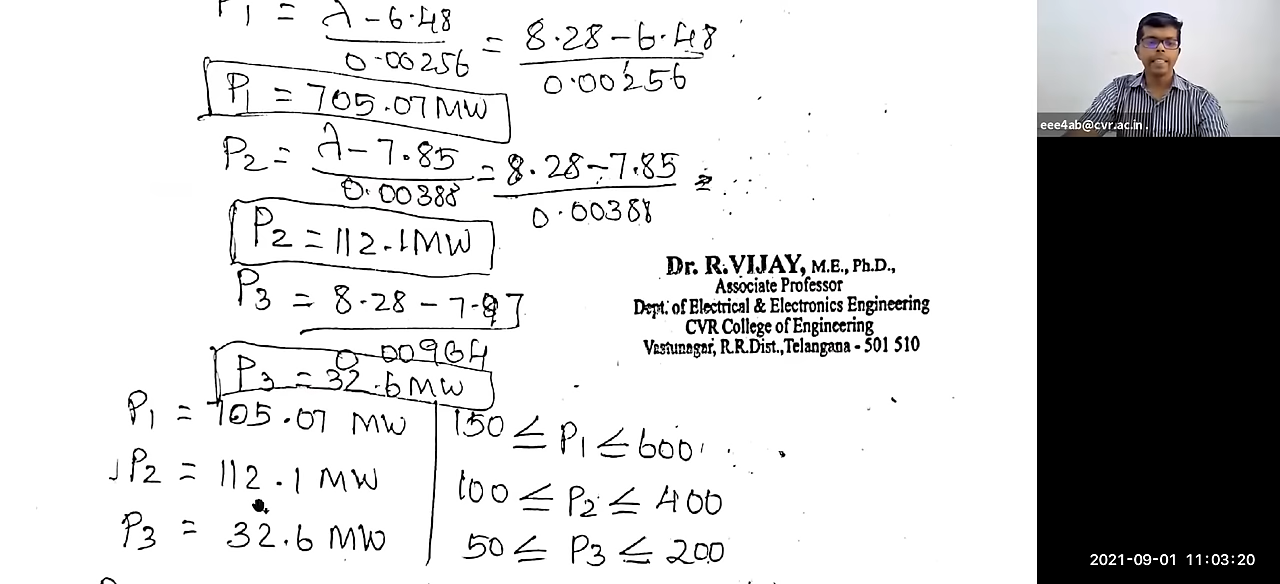 P1 = λ - 6.48 / 0.00256 = 8.28 - 6.48 / 0.00256
P1 = 705.07 MW
P2 = λ - 7.85 / 0.00388 = 8.28 - 7.85 / 0.00388 =
P2 = 112.1 MW
P3 = 8.28 - 7.97 / 0.00964
P3 = 32.6 MW
P1 = 705.07 MW
P2 = 112.1 MW
P3 = 32.6 MW
150 ≤ P1 ≤ 600
100 ≤ P2 ≤ 400
50 ≤ P3 ≤ 200
Dr. R.VIJAY, M.E., Ph.D.,
Associate Professor
Dept. of Electrical & Electronics Engineering
CVR College of Engineering
Vastunagar, R.R.Dist.,Telangana - 501 510
eee4ab@cvr.ac.in
2021-09-01 11:03:20